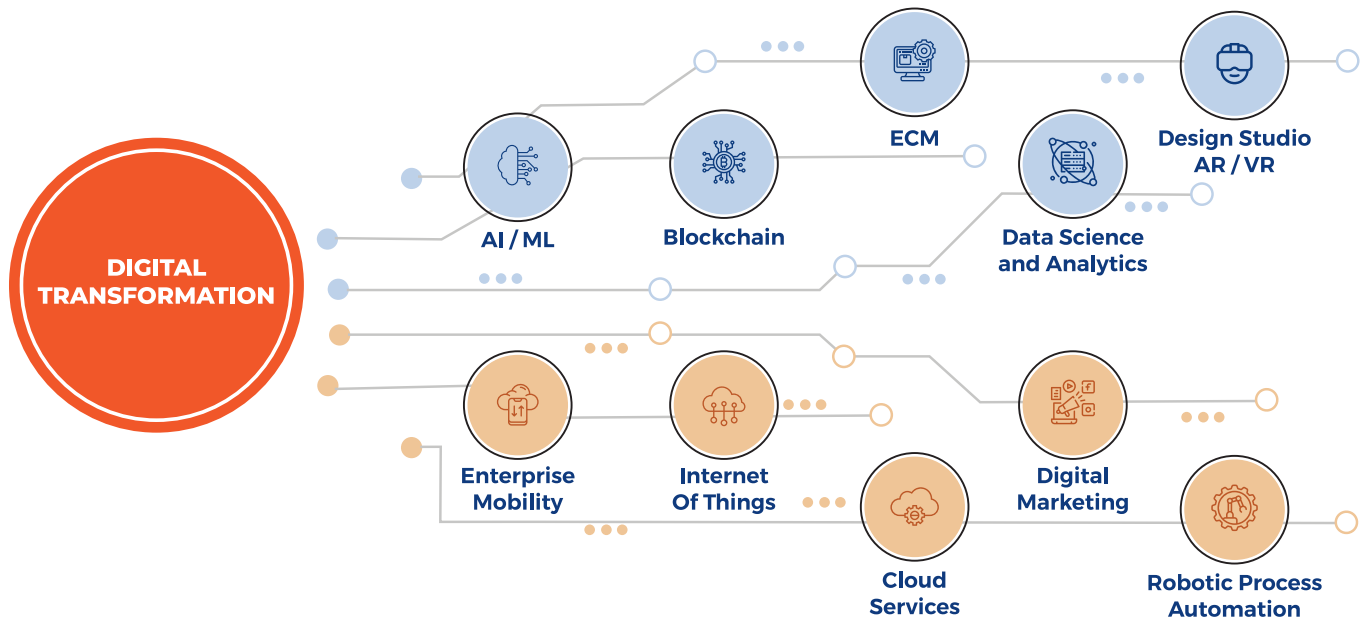 DIGITAL
TRANSFORMATION
AI / ML
Blockchain
ECM
Data Science
and Analytics
Design Studio
AR / VR
Enterprise
Mobility
Internet
Of Things
Cloud
Services
Digital
Marketing
Robotic Process
Automation